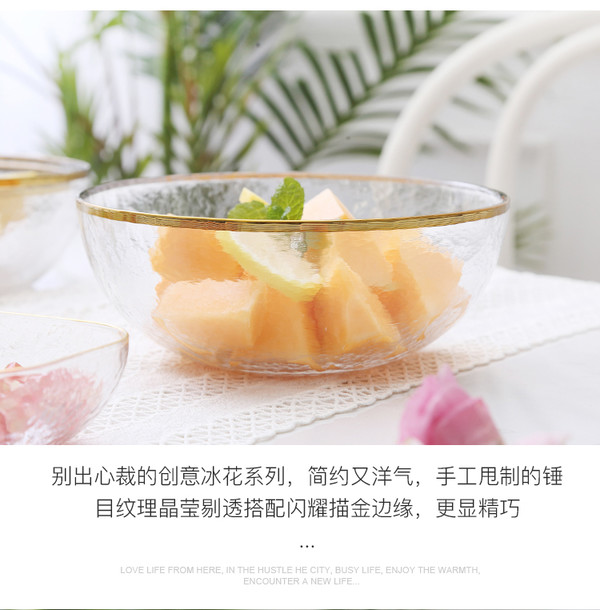 别出心裁的创意冰花系列，简约又洋气，手工甩制的锤
目纹理晶莹剔透搭配闪耀描金边缘，更显精巧
...
LOVE LIFE FROM HERE, IN THE HUSTLE HE CITY, BUSY LIFE, ENJOY THE WARMTH,
ENCOUNTER A NEW LIFE...